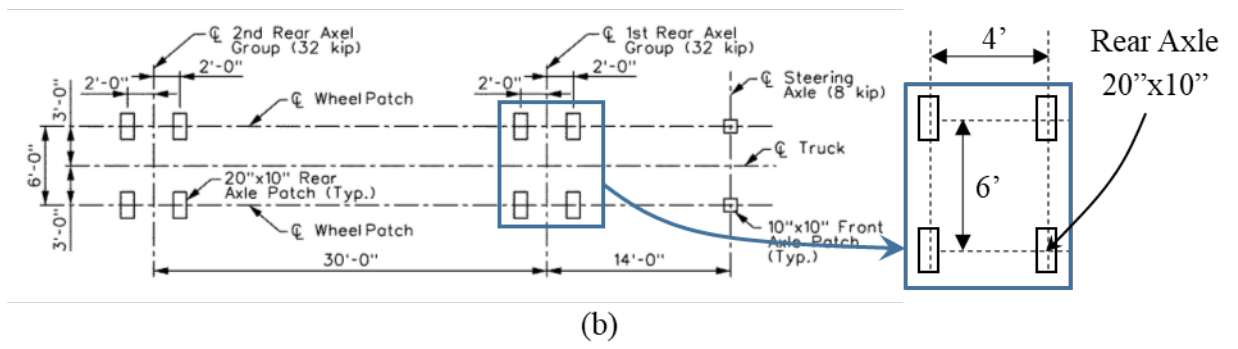 ℄ 2nd Rear Axel
Group (32 kip)
℄ 1st Rear Axel
Group (32 kip)
2'-0"
2'-0"
2'-0"
2'-0"
℄ Steering
Axle (8 kip)
℄ Wheel Patch
3'-0"
6'-0"
3'-0"
℄ Truck
20"x10" Rear
Axle Patch (Typ.)
℄ Wheel Patch
10"x10" Front
Axle Patch
(Typ.)
30'-0"
14'-0"
4’
Rear Axle
20”x10”
6’
(b)